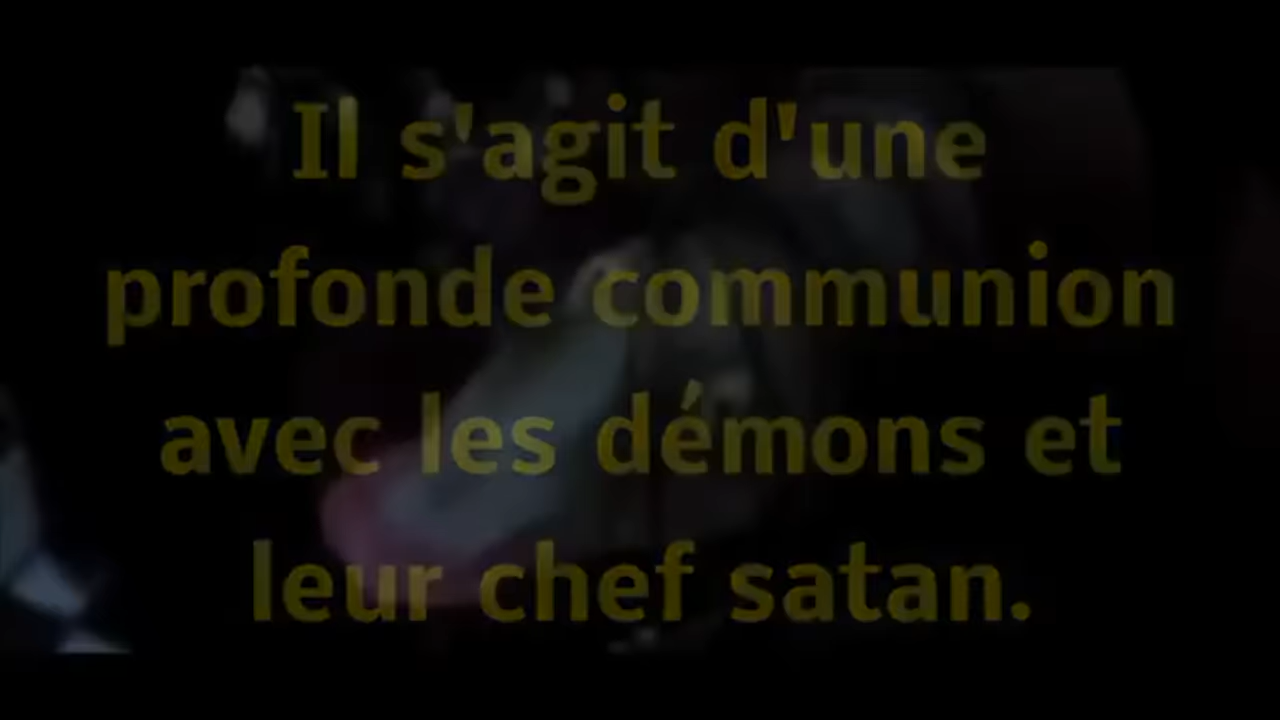 Il s'agit d'une
profonde communion
avec les démons et
leur chef satan.